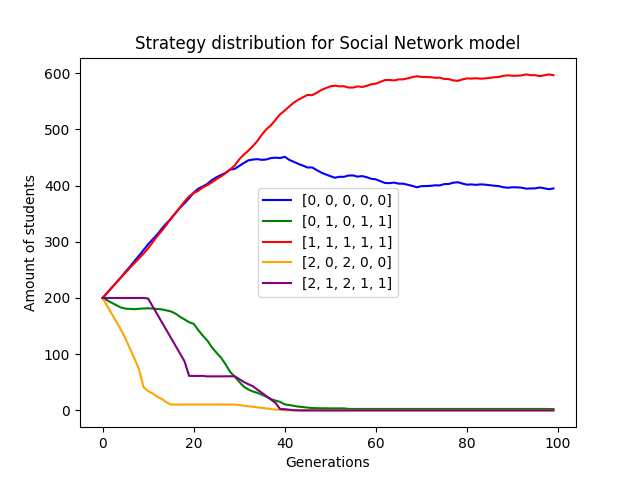 Strategy distribution for Social Network model
600
500
400
300
200
100
0
Amount of students
[0, 0, 0, 0, 0]
[0, 1, 0, 1, 1]
[1, 1, 1, 1, 1]
[2, 0, 2, 0, 0]
[2, 1, 2, 1, 1]
0 20 40 60 80 100
Generations